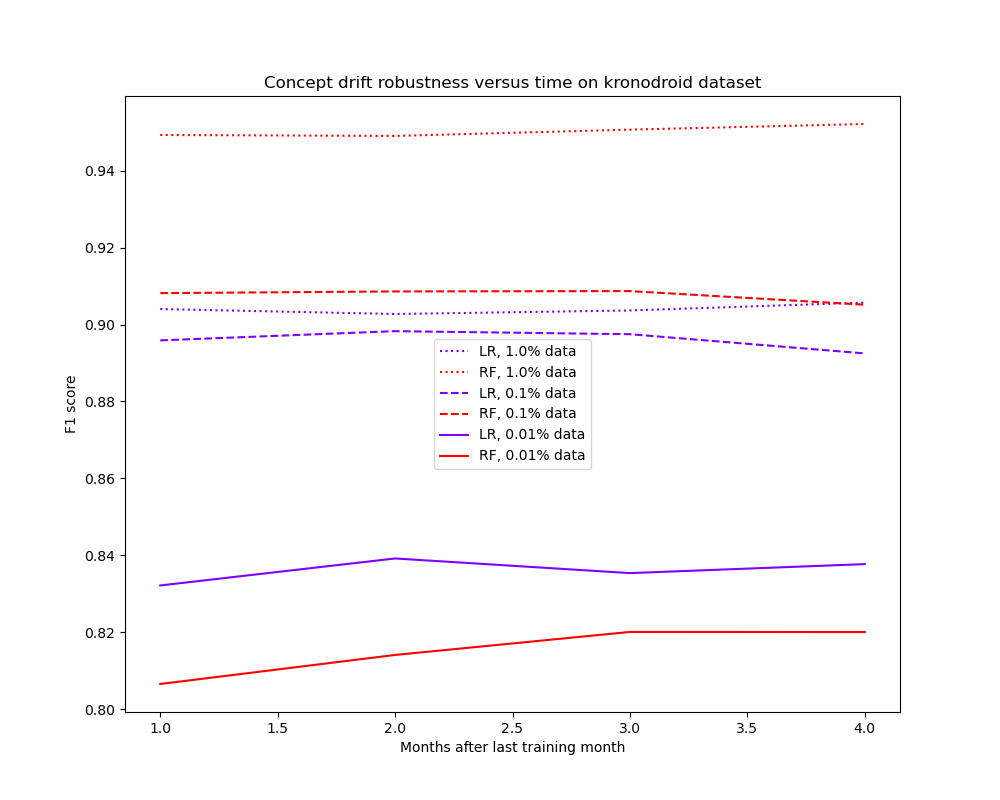 Concept drift robustness versus time on kronodroid dataset
F1 score
0.94
0.92
0.90
0.88
0.86
0.84
0.82
0.80
LR, 1.0% data
RF, 1.0% data
LR, 0.1% data
RF, 0.1% data
LR, 0.01% data
RF, 0.01% data
1.0 1.5 2.0 2.5 3.0 3.5 4.0
Months after last training month